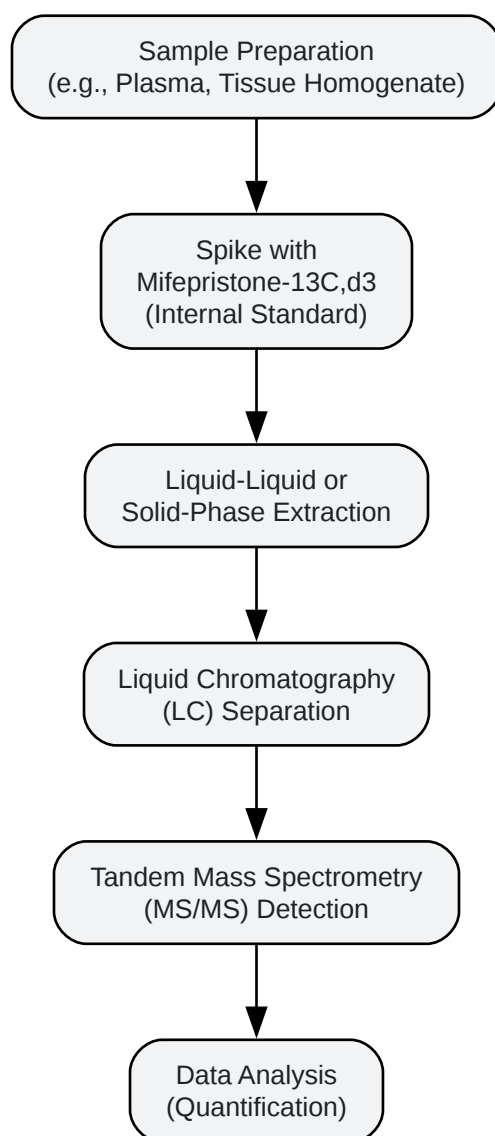 Sample Preparation
(e.g., Plasma, Tissue Homogenate)
Spike with
Mifepristone-13C,d3
(Internal Standard)
Liquid-Liquid or
Solid-Phase Extraction
Liquid Chromatography
(LC) Separation
Tandem Mass Spectrometry
(MS/MS) Detection
Data Analysis
(Quantification)